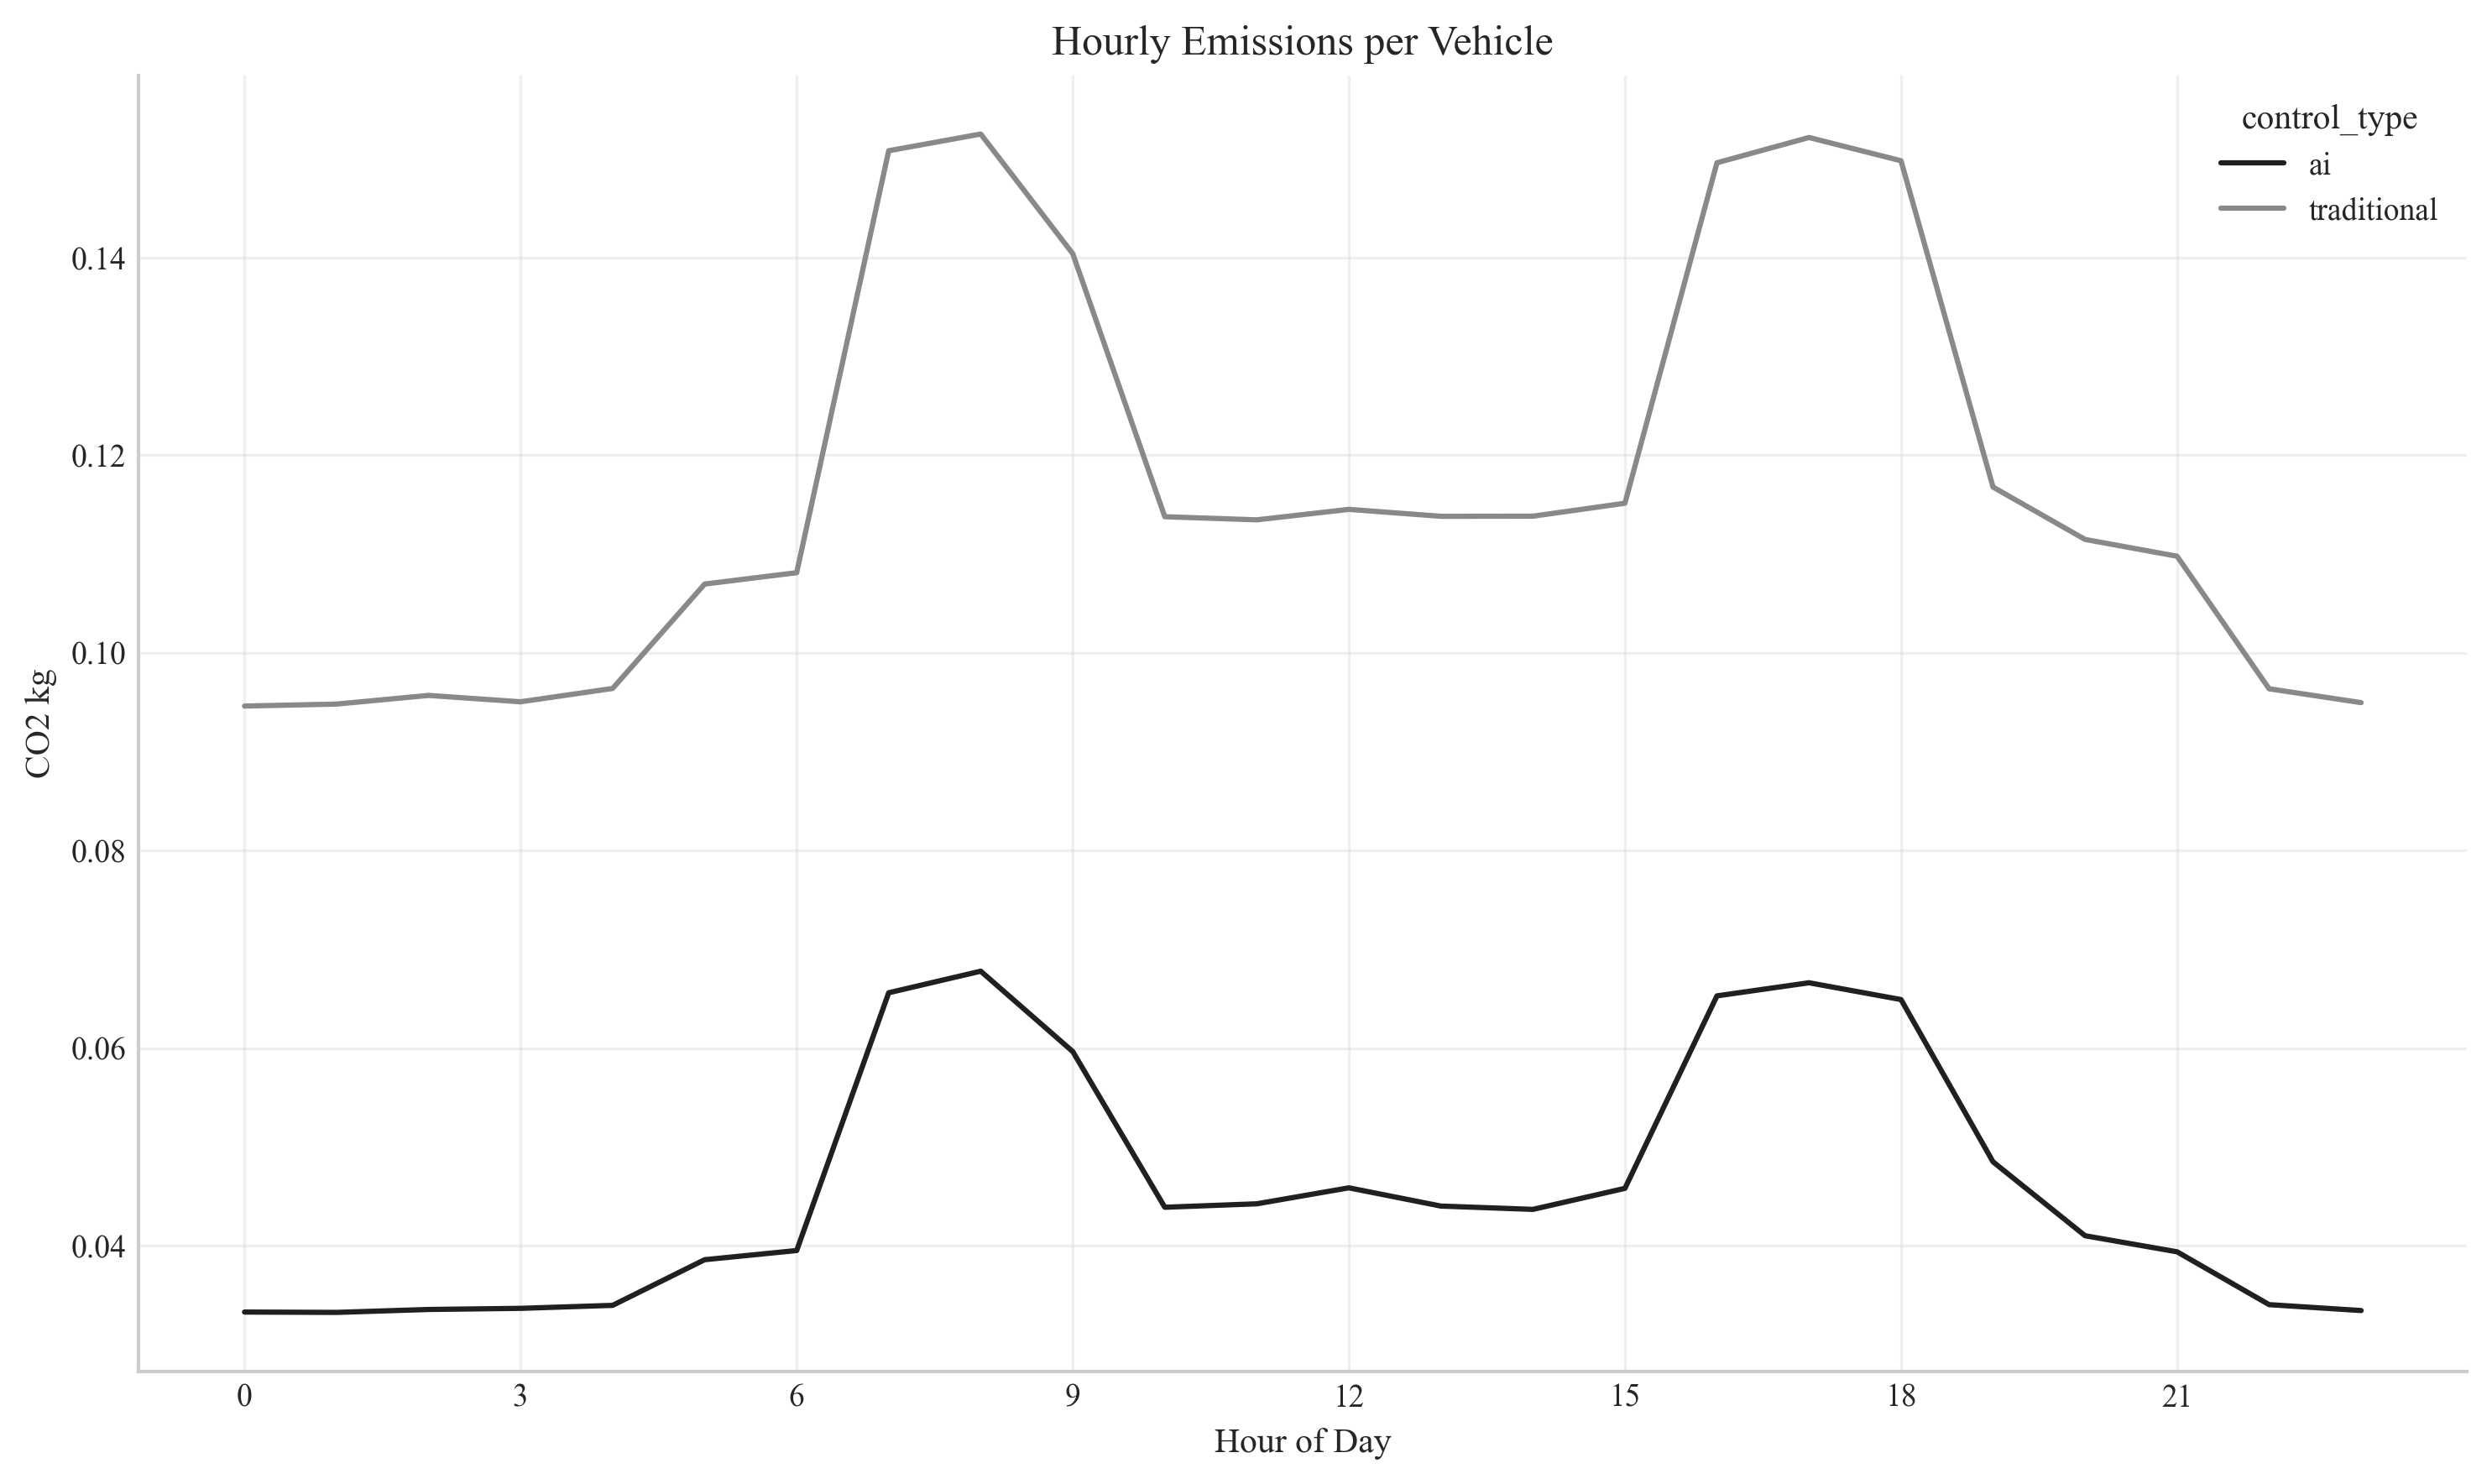 Hourly Emissions per Vehicle
control_type
ai
traditional
CO2 kg
0.14
0.12
0.10
0.08
0.06
0.04
0 3 6 9 12 15 18 21
Hour of Day